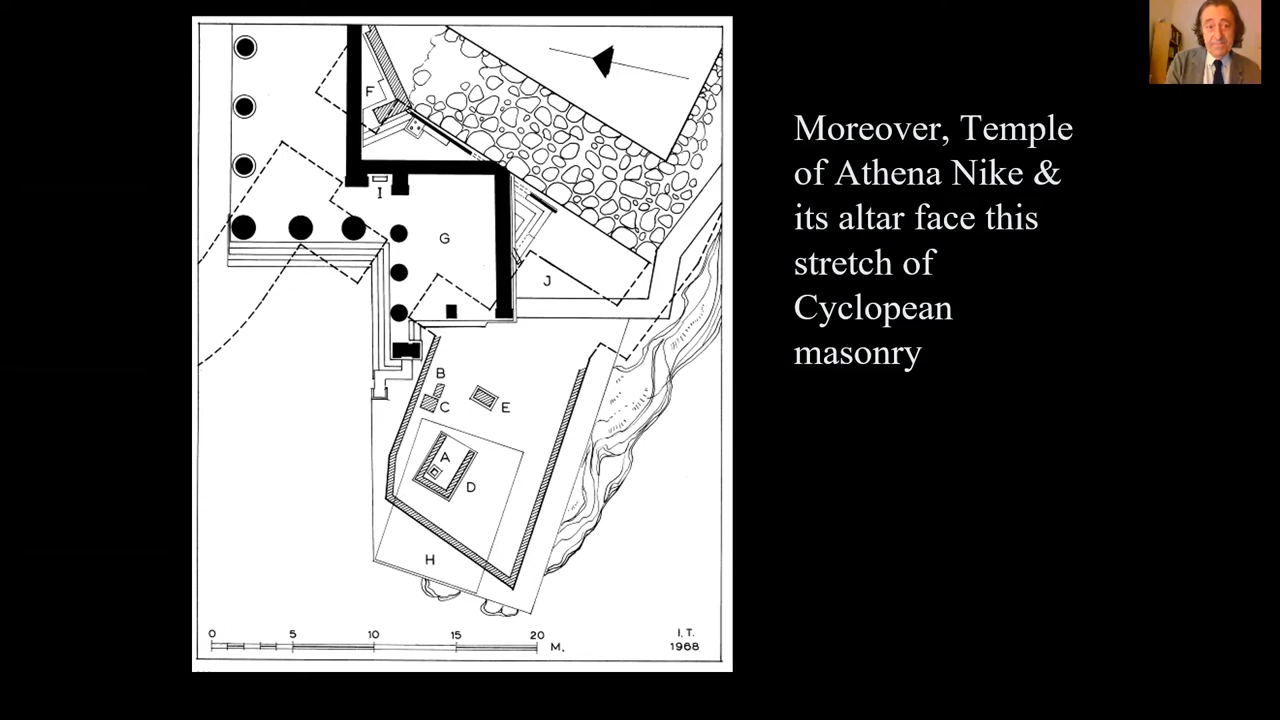 Moreover, Temple
of Athena Nike &
its altar face this
stretch of
Cyclopean
masonry
F
I
G
J
B
C
E
A
D
H
0 5 10 15 20 M.
I.T.
1968